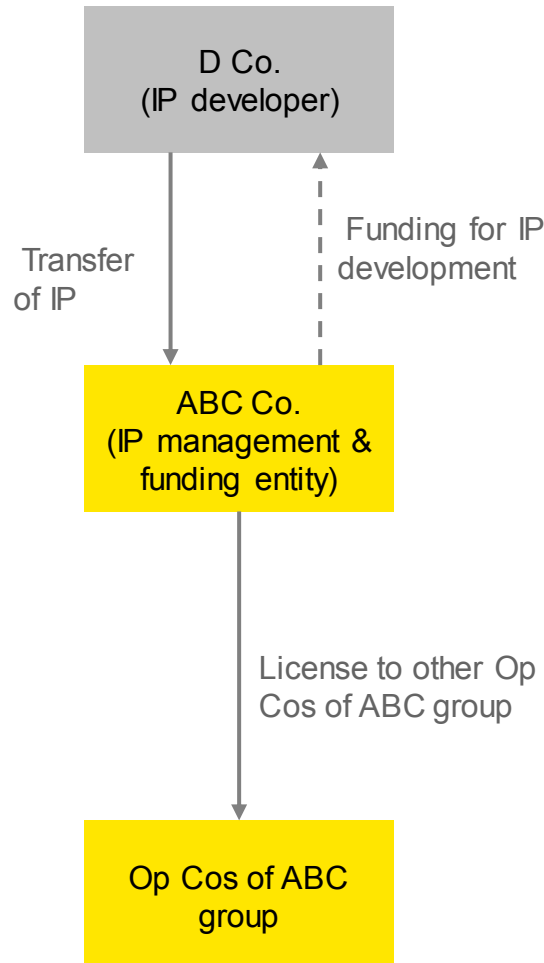 D Co.
(IP developer)
Transfer
of IP
Funding for IP
development
ABC Co.
(IP management &
funding entity)
License to other Op
Cos of ABC group
Op Cos of ABC
group